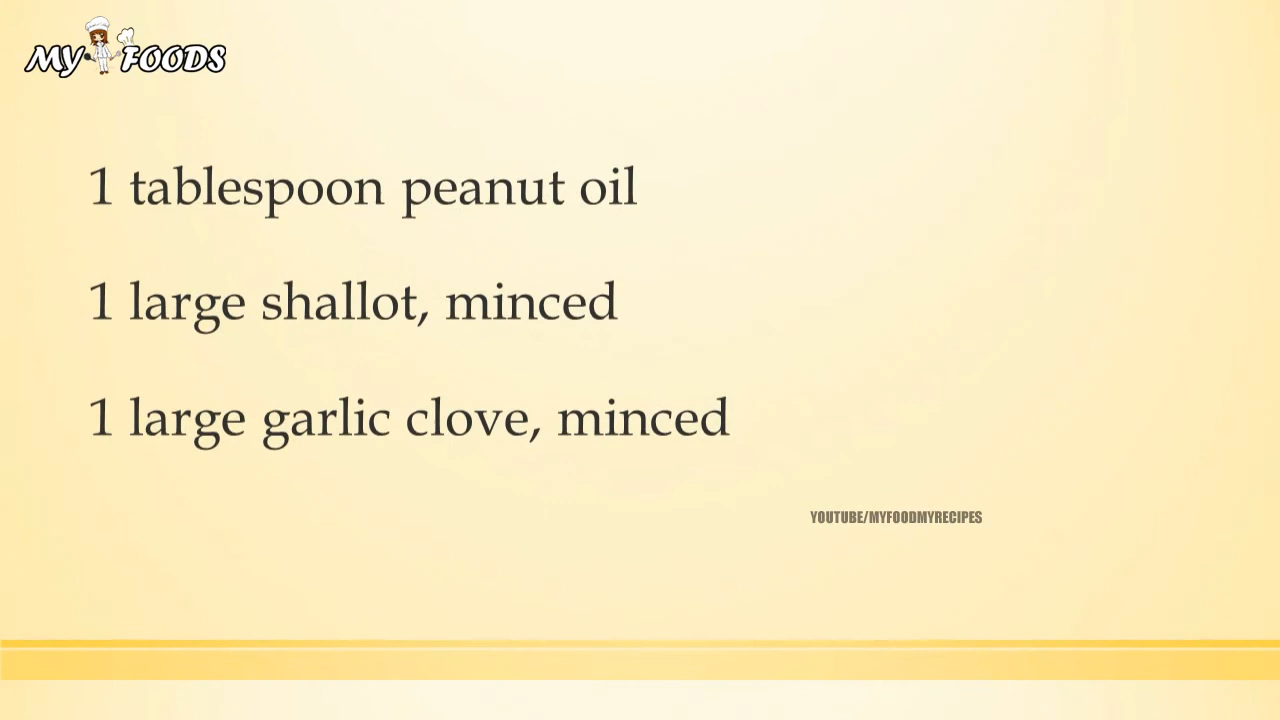 MY FOODS
1 tablespoon peanut oil
1 large shallot, minced
1 large garlic clove, minced
YOUTUBE/MYFOODMYRECIPES